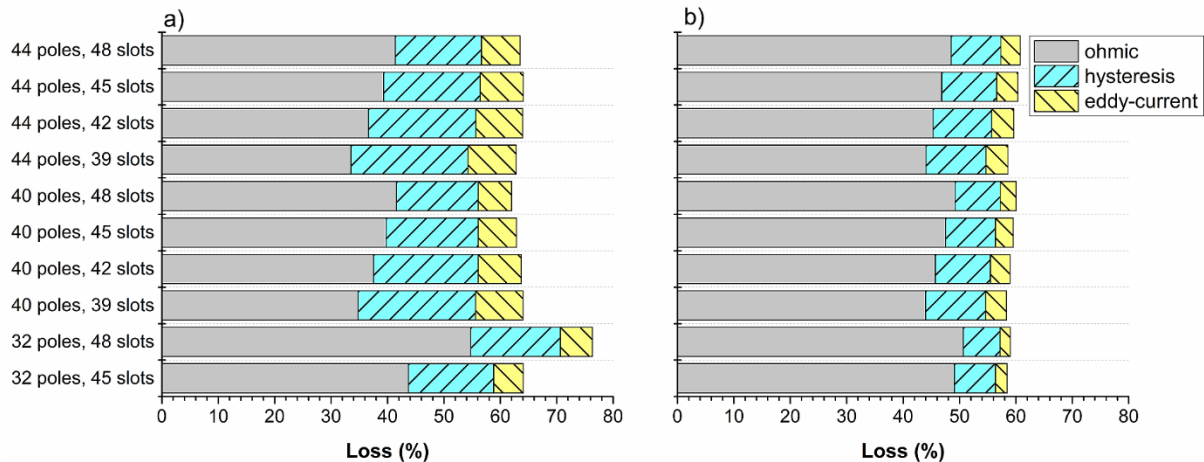 a)
b)
44 poles, 48 slots
44 poles, 45 slots
44 poles, 42 slots
44 poles, 39 slots
40 poles, 48 slots
40 poles, 45 slots
40 poles, 42 slots
40 poles, 39 slots
32 poles, 48 slots
32 poles, 45 slots
ohmic
hysteresis
eddy-current
0 10 20 30 40 50 60 70 80
0 10 20 30 40 50 60 70 80
Loss (%)
Loss (%)